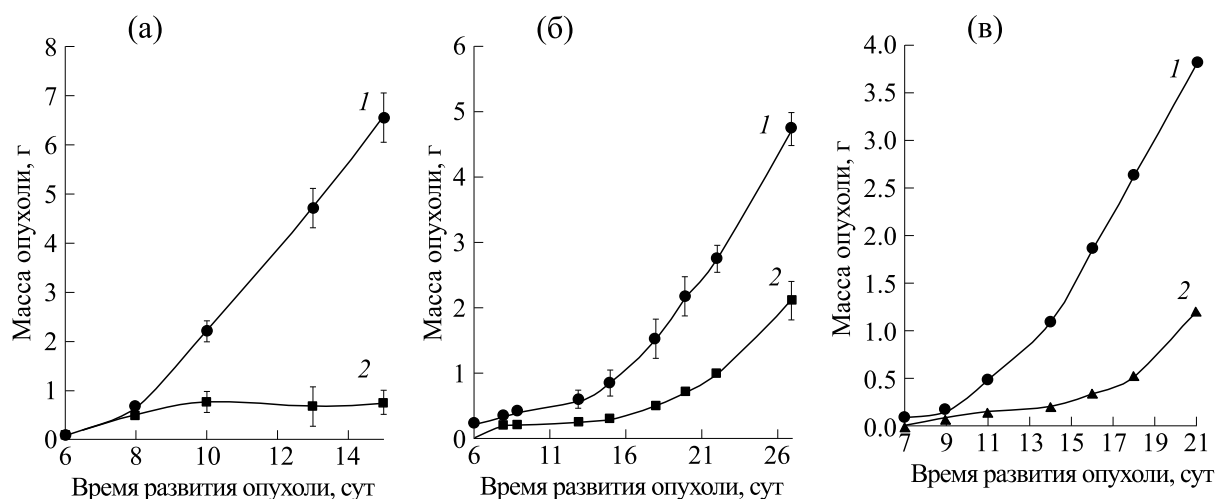 (а)
8
7
6
5
4
3
2
1
0
6 8 10 12 14
1
2
Масса опухоли, г
Время развития опухоли, сут
(б)
6
5
4
3
2
1
0
6 11 16 21 26
1
2
Масса опухоли, г
Время развития опухоли, сут
(в)
4.0
3.5
3.0
2.5
2.0
1.5
1.0
0.5
0.0
7 9 11 13 15 17 19 21
1
2
Масса опухоли, г
Время развития опухоли, сут